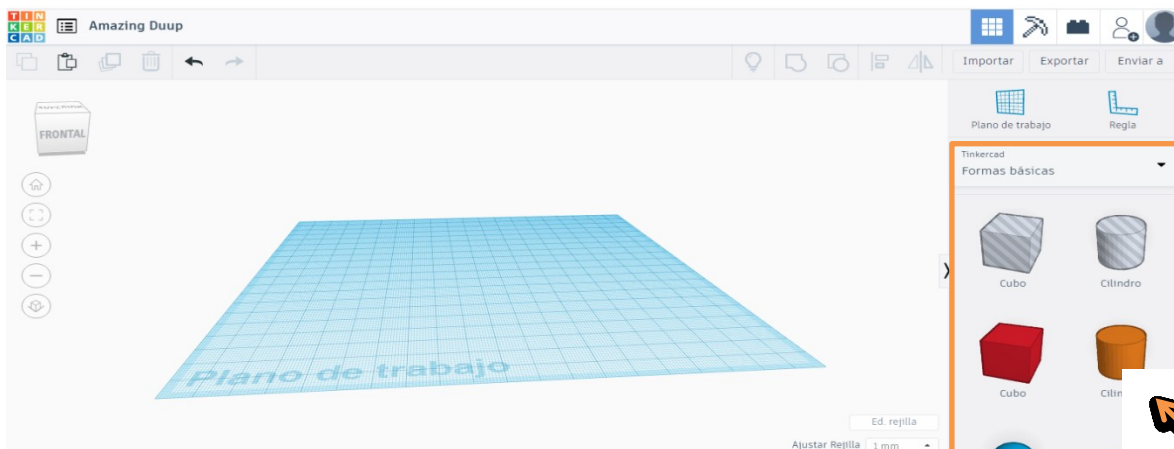 TIN
KER
CAD
Amazing Duup
Importar Exportar Enviar a
Plano de trabajo Regla
FRONTAL
Tinkercad
Formas básicas
Cubo Cilindro
Plano de trabajo
Cubo
Ed. rejilla
Ajustar Rejilla 1 mm